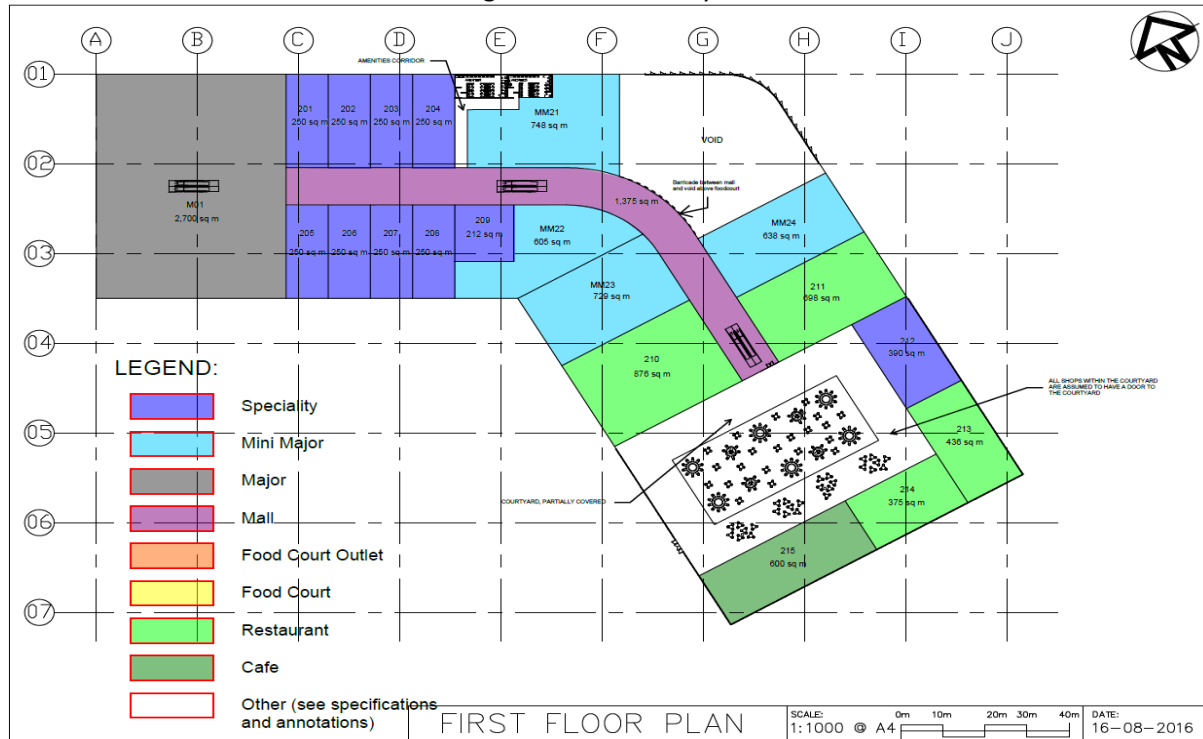 A B C D E F G H I J
N
01
AMENITIES CORRIDOR
201
250 sq m
202
250 sq m
203
250 sq m
204
250 sq m
MM21
748 sq m
VOID
02
Barricade between mall
and void above foodcourt
M01
2,700 sq m
1,375 sq m
205
250 sq m
206
250 sq m
207
250 sq m
208
250 sq m
209
212 sq m
MM22
605 sq m
MM24
638 sq m
03
MM23
729 sq m
211
698 sq m
04
210
876 sq m
212
390 sq m
ALL SHOPS WITHIN THE COURTYARD
ARE ASSUMED TO HAVE A DOOR TO
THE COURTYARD
05
213
436 sq m
COURTYARD, PARTIALLY COVERED
06
214
375 sq m
215
600 sq m
07
LEGEND:
Speciality
Mini Major
Major
Mall
Food Court Outlet
Food Court
Restaurant
Cafe
Other (see specifications
and annotations)
FIRST FLOOR PLAN
SCALE:
1:1000 @ A4
0m 10m 20m 30m 40m
DATE:
16-08-2016